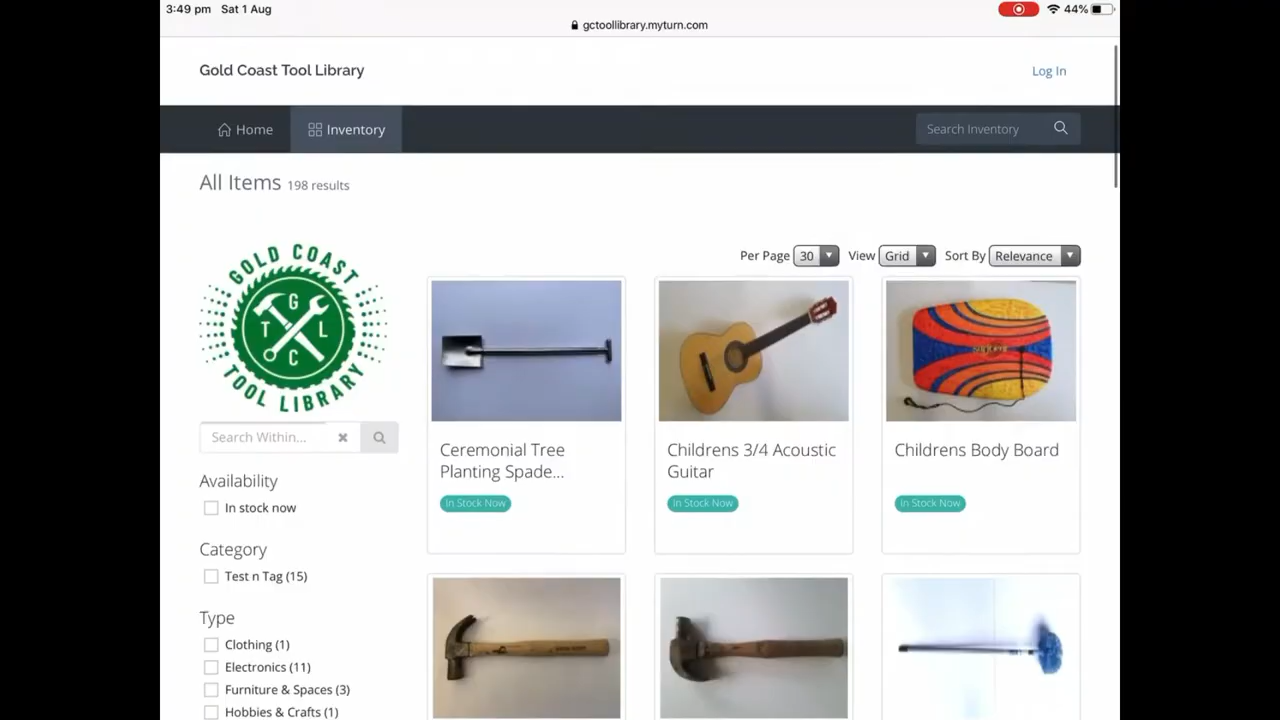 3:49 pm Sat 1 Aug
44%
gctoollibrary.myturn.com
Gold Coast Tool Library
Log In
Home
Inventory
Search Inventory
All Items 198 results
Per Page 30 View Grid Sort By Relevance
GOLD COAST
G
T L
C
TOOL LIBRARY
Search Within...
Availability
In stock now
Category
Test n Tag (15)
Type
Clothing (1)
Electronics (11)
Furniture & Spaces (3)
Hobbies & Crafts (1)
Ceremonial Tree
Planting Spade...
In Stock Now
Childrens 3/4 Acoustic
Guitar
In Stock Now
Childrens Body Board
In Stock Now